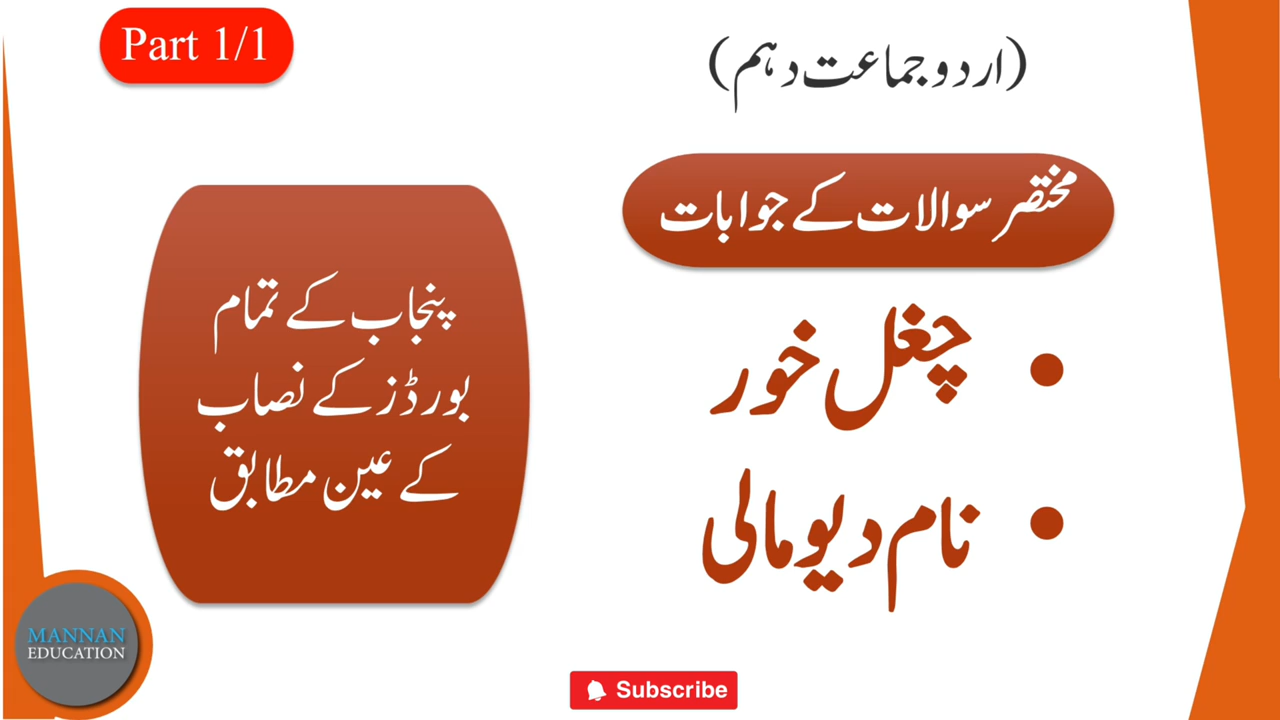 Part 1/1
(اردو جماعت دہم)
مختصر سوالات کے جوابات
• چغل خور
• نام دیو مالی
پنجاب کے تمام
بورڈز کے نصاب
کے عین مطابق
MANNAN
EDUCATION
Subscribe